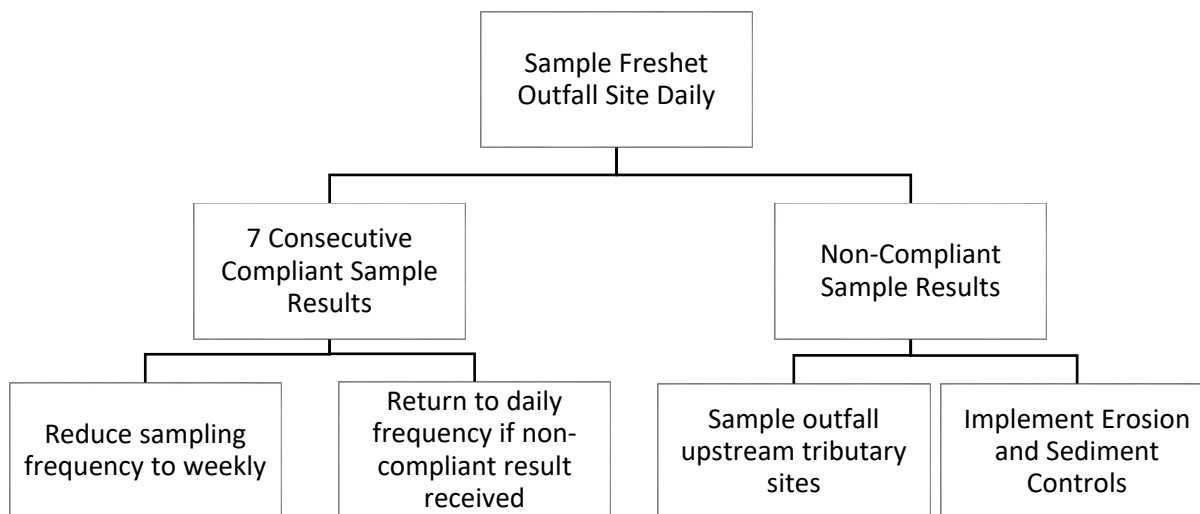 Sample Freshet
Outfall Site Daily
7 Consecutive
Compliant Sample
Results
Non-Compliant
Sample Results
Reduce sampling
frequency to weekly
Return to daily
frequency if non-
compliant result
received
Sample outfall
upstream tributary
sites
Implement Erosion
and Sediment
Controls